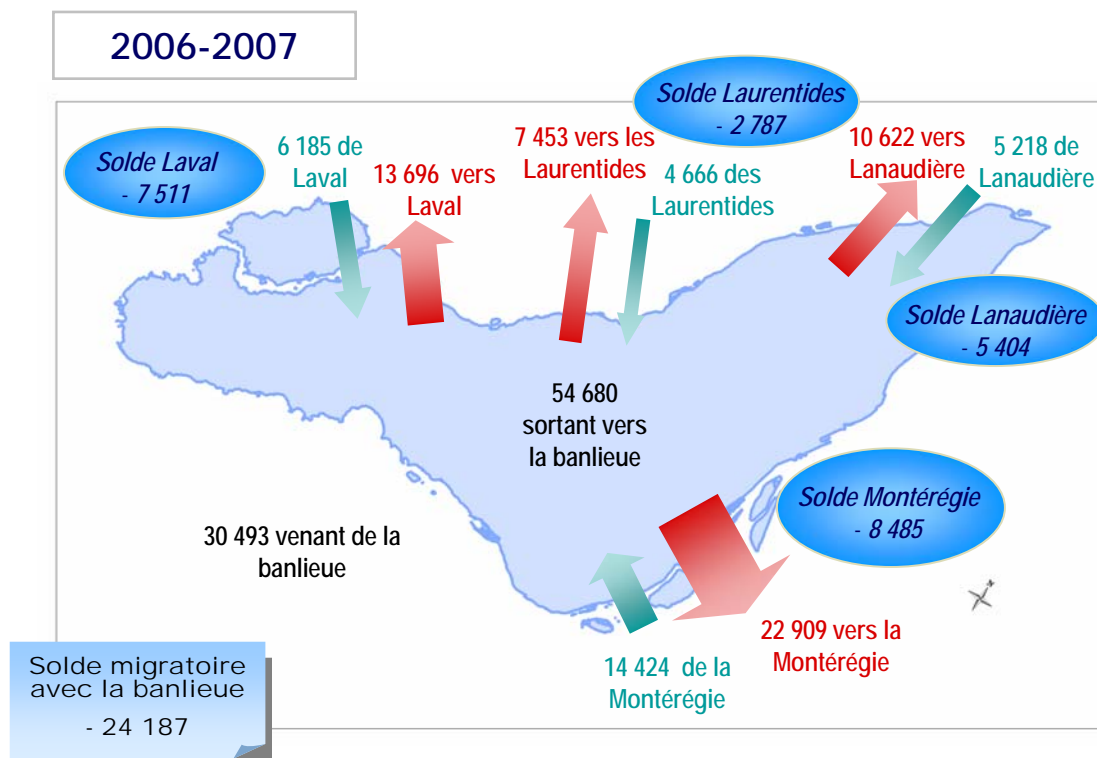 2006-2007
Solde Laurentides
- 2 787
Solde Laval
- 7 511
6 185 de
Laval
13 696 vers
Laval
7 453 vers les
Laurentides
4 666 des
Laurentides
10 622 vers
Lanaudière
5 218 de
Lanaudière
Solde Lanaudière
- 5 404
54 680
sortant vers
la banlieue
Solde Montérégie
- 8 485
30 493 venant de la
banlieue
22 909 vers la
Montérégie
14 424 de la
Montérégie
Solde migratoire
avec la banlieue
- 24 187
N